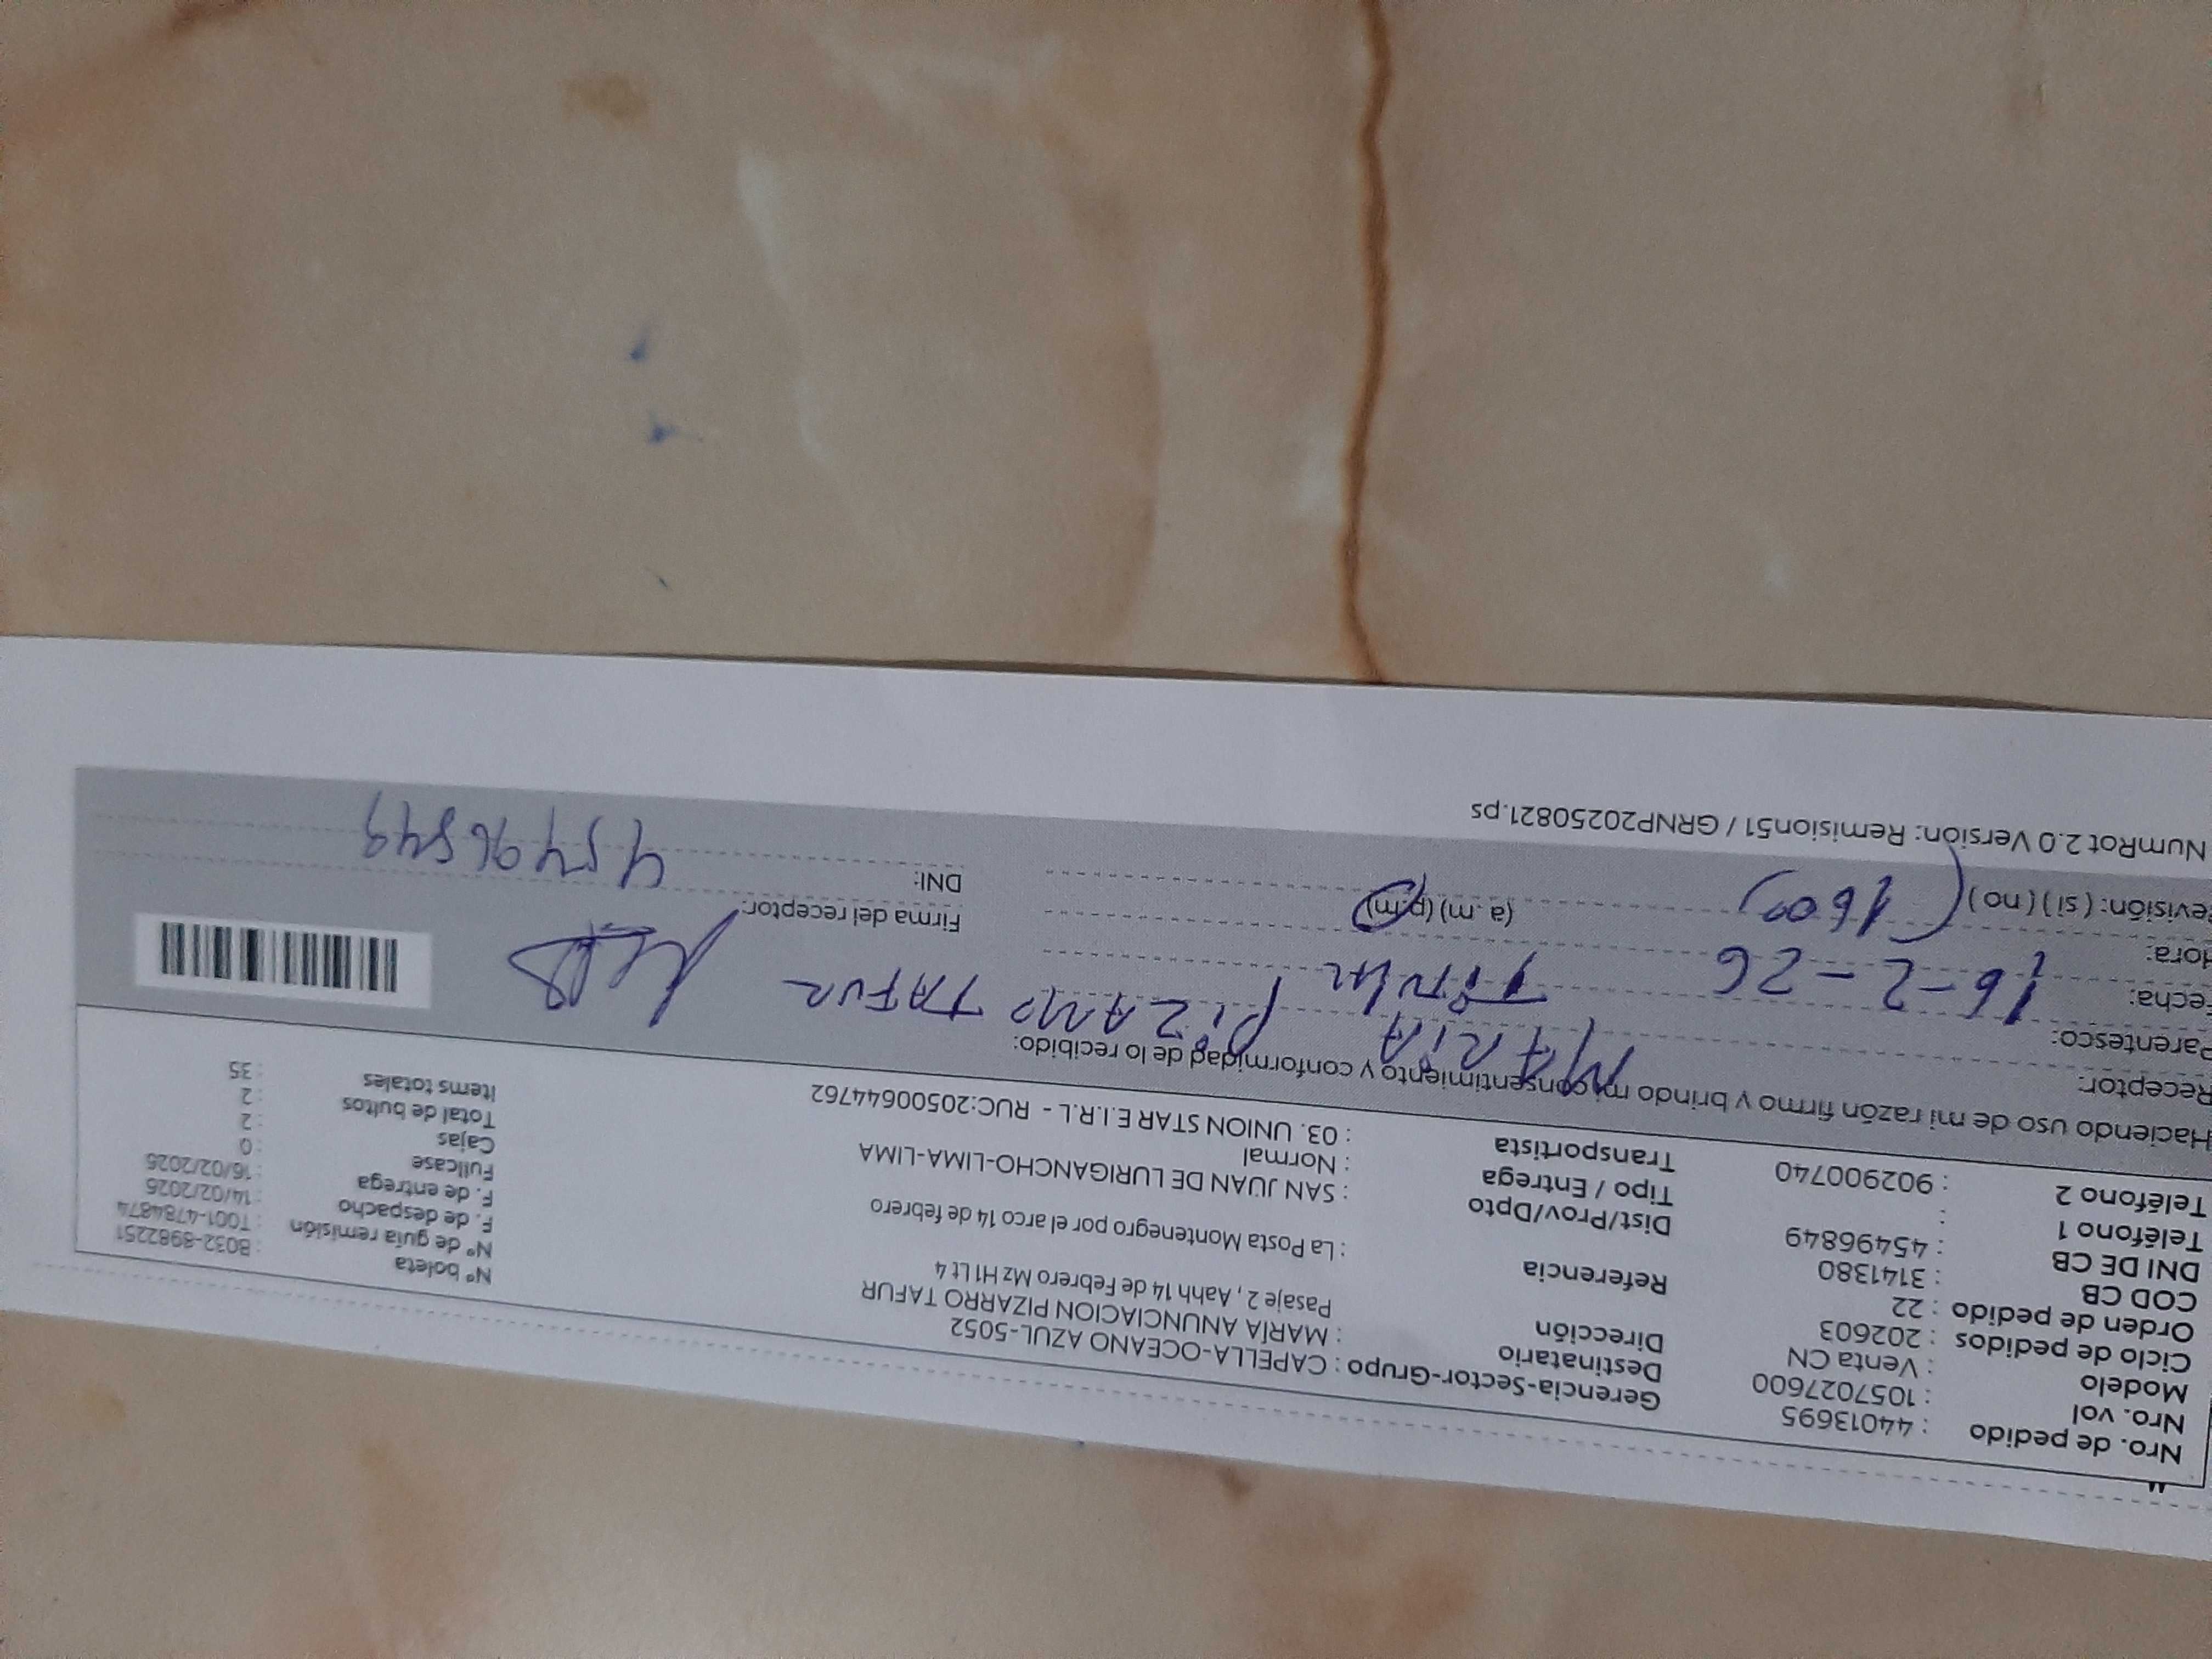 Nro. de pedido : 44013695
Nro. vol : 1057027600
Modelo : Venta CN
Ciclo de pedidos : 202603
Orden de pedido : 22
COD CB : 3141380
DNI DE CB : 45496849
Teléfono 1 :
Teléfono 2 : 902900740
Gerencia-Sector-Grupo : CAPELLA-OCEANO AZUL-5052
Destinatario : MARÍA ANUNCIACION PIZARRO TAFUR
Dirección Pasaje 2 , Aahh 14 de Febrero Mz H1 Lt 4
Referencia : La Posta Montenegro por el arco 14 de febrero
Dist/Prov/Dpto : SAN JUAN DE LURIGANCHO-LIMA-LIMA
Tipo / Entrega : Normal
Transportista : 03. UNION STAR E.I.R.L - RUC:20500644762
Nº boleta : B032-8982251
Nº de guía remisión : T001-4784874
F. de despacho : 14/02/2026
F. de entrega : 16/02/2026
Fullcase : 0
Cajas : 2
Total de bultos : 2
Items totales : 35
Haciendo uso de mi razón firmo y brindo mi consentimiento y conformidad de lo recibido:
Receptor: MARIA PIZARRO TAFUR
Parentesco: Titular
Fecha: 16-2-26
Hora: 1600 (a .m) (p.m)
Revisión: ( sí ) ( no )
Firma del receptor:
DNI: 45496849
NumRot 2.0 Versión: Remision51 / GRNP20250821.ps